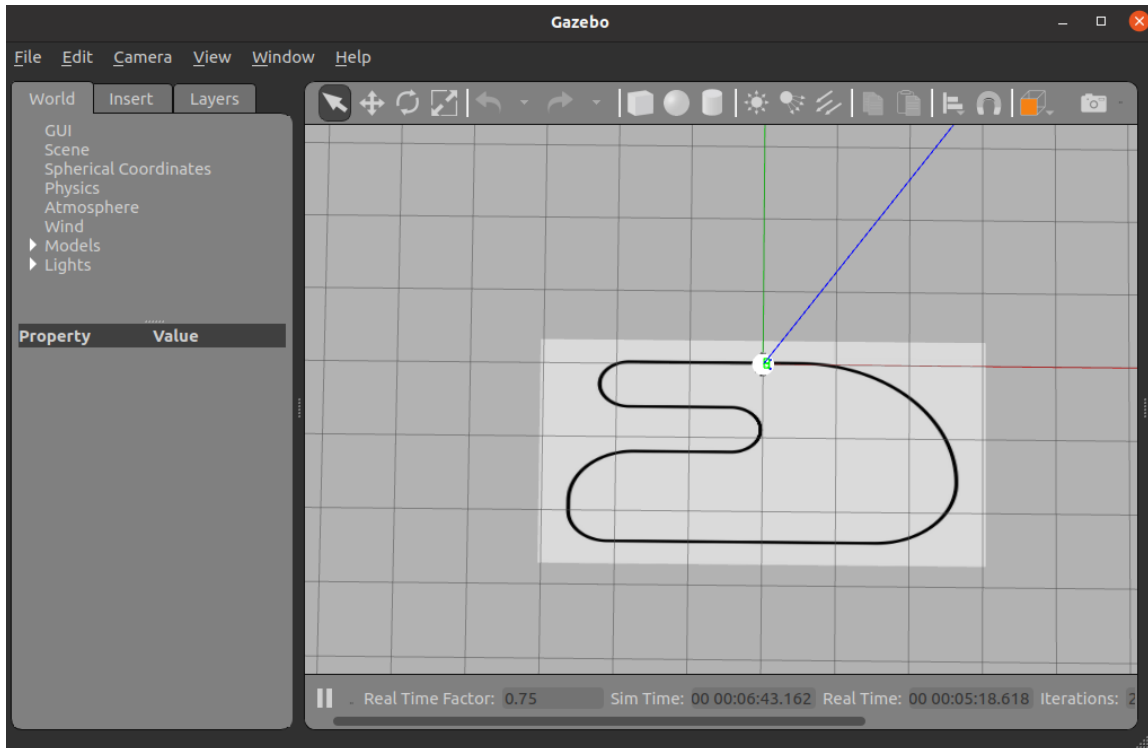 Gazebo
File Edit Camera View Window Help
World Insert Layers
GUI
Scene
Spherical Coordinates
Physics
Atmosphere
Wind
Models
Lights
Property Value
Real Time Factor: 0.75 Sim Time: 00 00:06:43.162 Real Time: 00 00:05:18.618 Iterations: 2